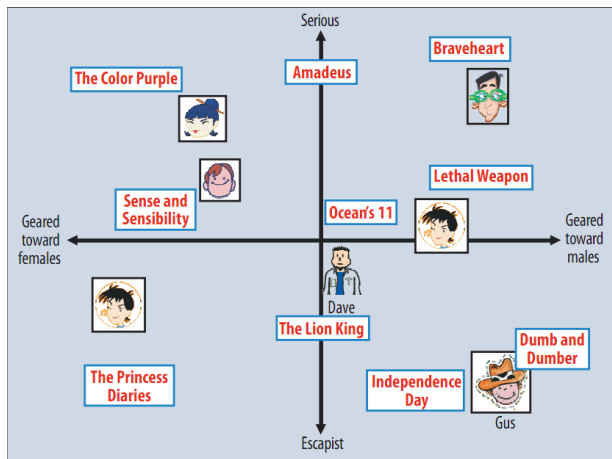 Serious
Braveheart
Amadeus
The Color Purple
Lethal Weapon
Sense and
Sensibility
Ocean's 11
Geared
toward
females
Geared
toward
males
Dave
The Lion King
Dumb and
Dumber
The Princess
Diaries
Independence
Day
Gus
Escapist